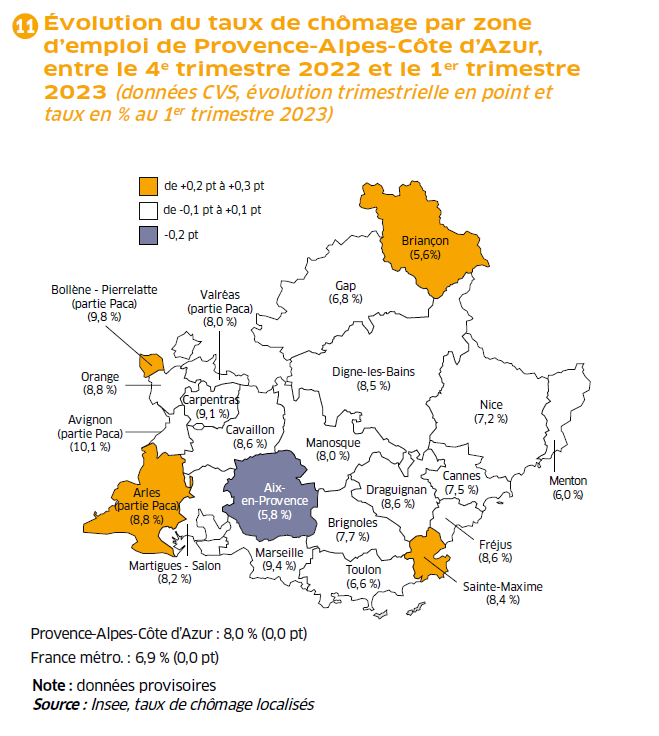 11 Évolution du taux de chômage par zone
d'emploi de Provence-Alpes-Côte d'Azur,
entre le 4e trimestre 2022 et le 1er trimestre
2023 (données CVS, évolution trimestrielle en point et
taux en % au 1er trimestre 2023)
de +0,2 pt à +0,3 pt
de -0,1 pt à +0,1 pt
-0,2 pt
Briançon
(5,6%)
Gap
(6,8 %)
Bollène - Pierrelatte
(partie Paca)
(9,8 %)
Valréas
(partie Paca)
(8,0 %)
Orange
(8,8 %)
Digne-les-Bains
(8,5 %)
Carpentras
(9,1 %)
Nice
(7,2 %)
Avignon
(partie Paca)
(10,1 %)
Cavaillon
(8,6 %)
Manosque
(8,0 %)
Cannes
(7,5 %)
Menton
(6,0 %)
Arles
(partie Paca)
(8,8 %)
Aix-
en-Provence
(5,8 %)
Draguignan
(8,6 %)
Brignoles
(7,7 %)
Fréjus
(8,6 %)
Martigues - Salon
(8,2 %)
Marseille
(9,4 %)
Toulon
(6,6 %)
Sainte-Maxime
(8,4 %)
Provence-Alpes-Côte d'Azur : 8,0 % (0,0 pt)
France métro. : 6,9 % (0,0 pt)
Note : données provisoires
Source : Insee, taux de chômage localisés